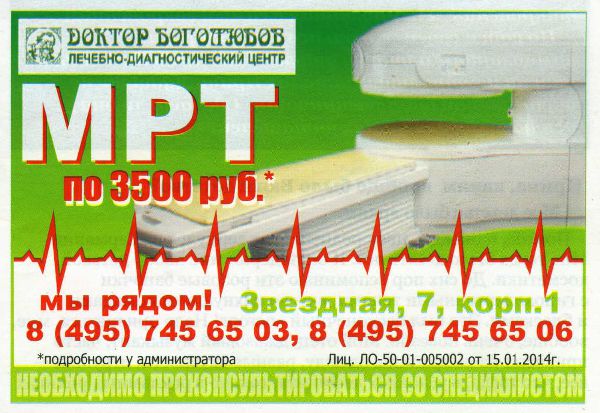 ДОКТОР БОГОЛЮБОВ
ЛЕЧЕБНО-ДИАГНОСТИЧЕСКИЙ ЦЕНТР
МРТ
по 3500 руб.*
мы рядом! Звездная, 7, корп.1
8 (495) 745 65 03, 8 (495) 745 65 06
*подробности у администратора Лиц. ЛО-50-01-005002 от 15.01.2014г.
НЕОБХОДИМО ПРОКОНСУЛЬТИРОВАТЬСЯ СО СПЕЦИАЛИСТОМ